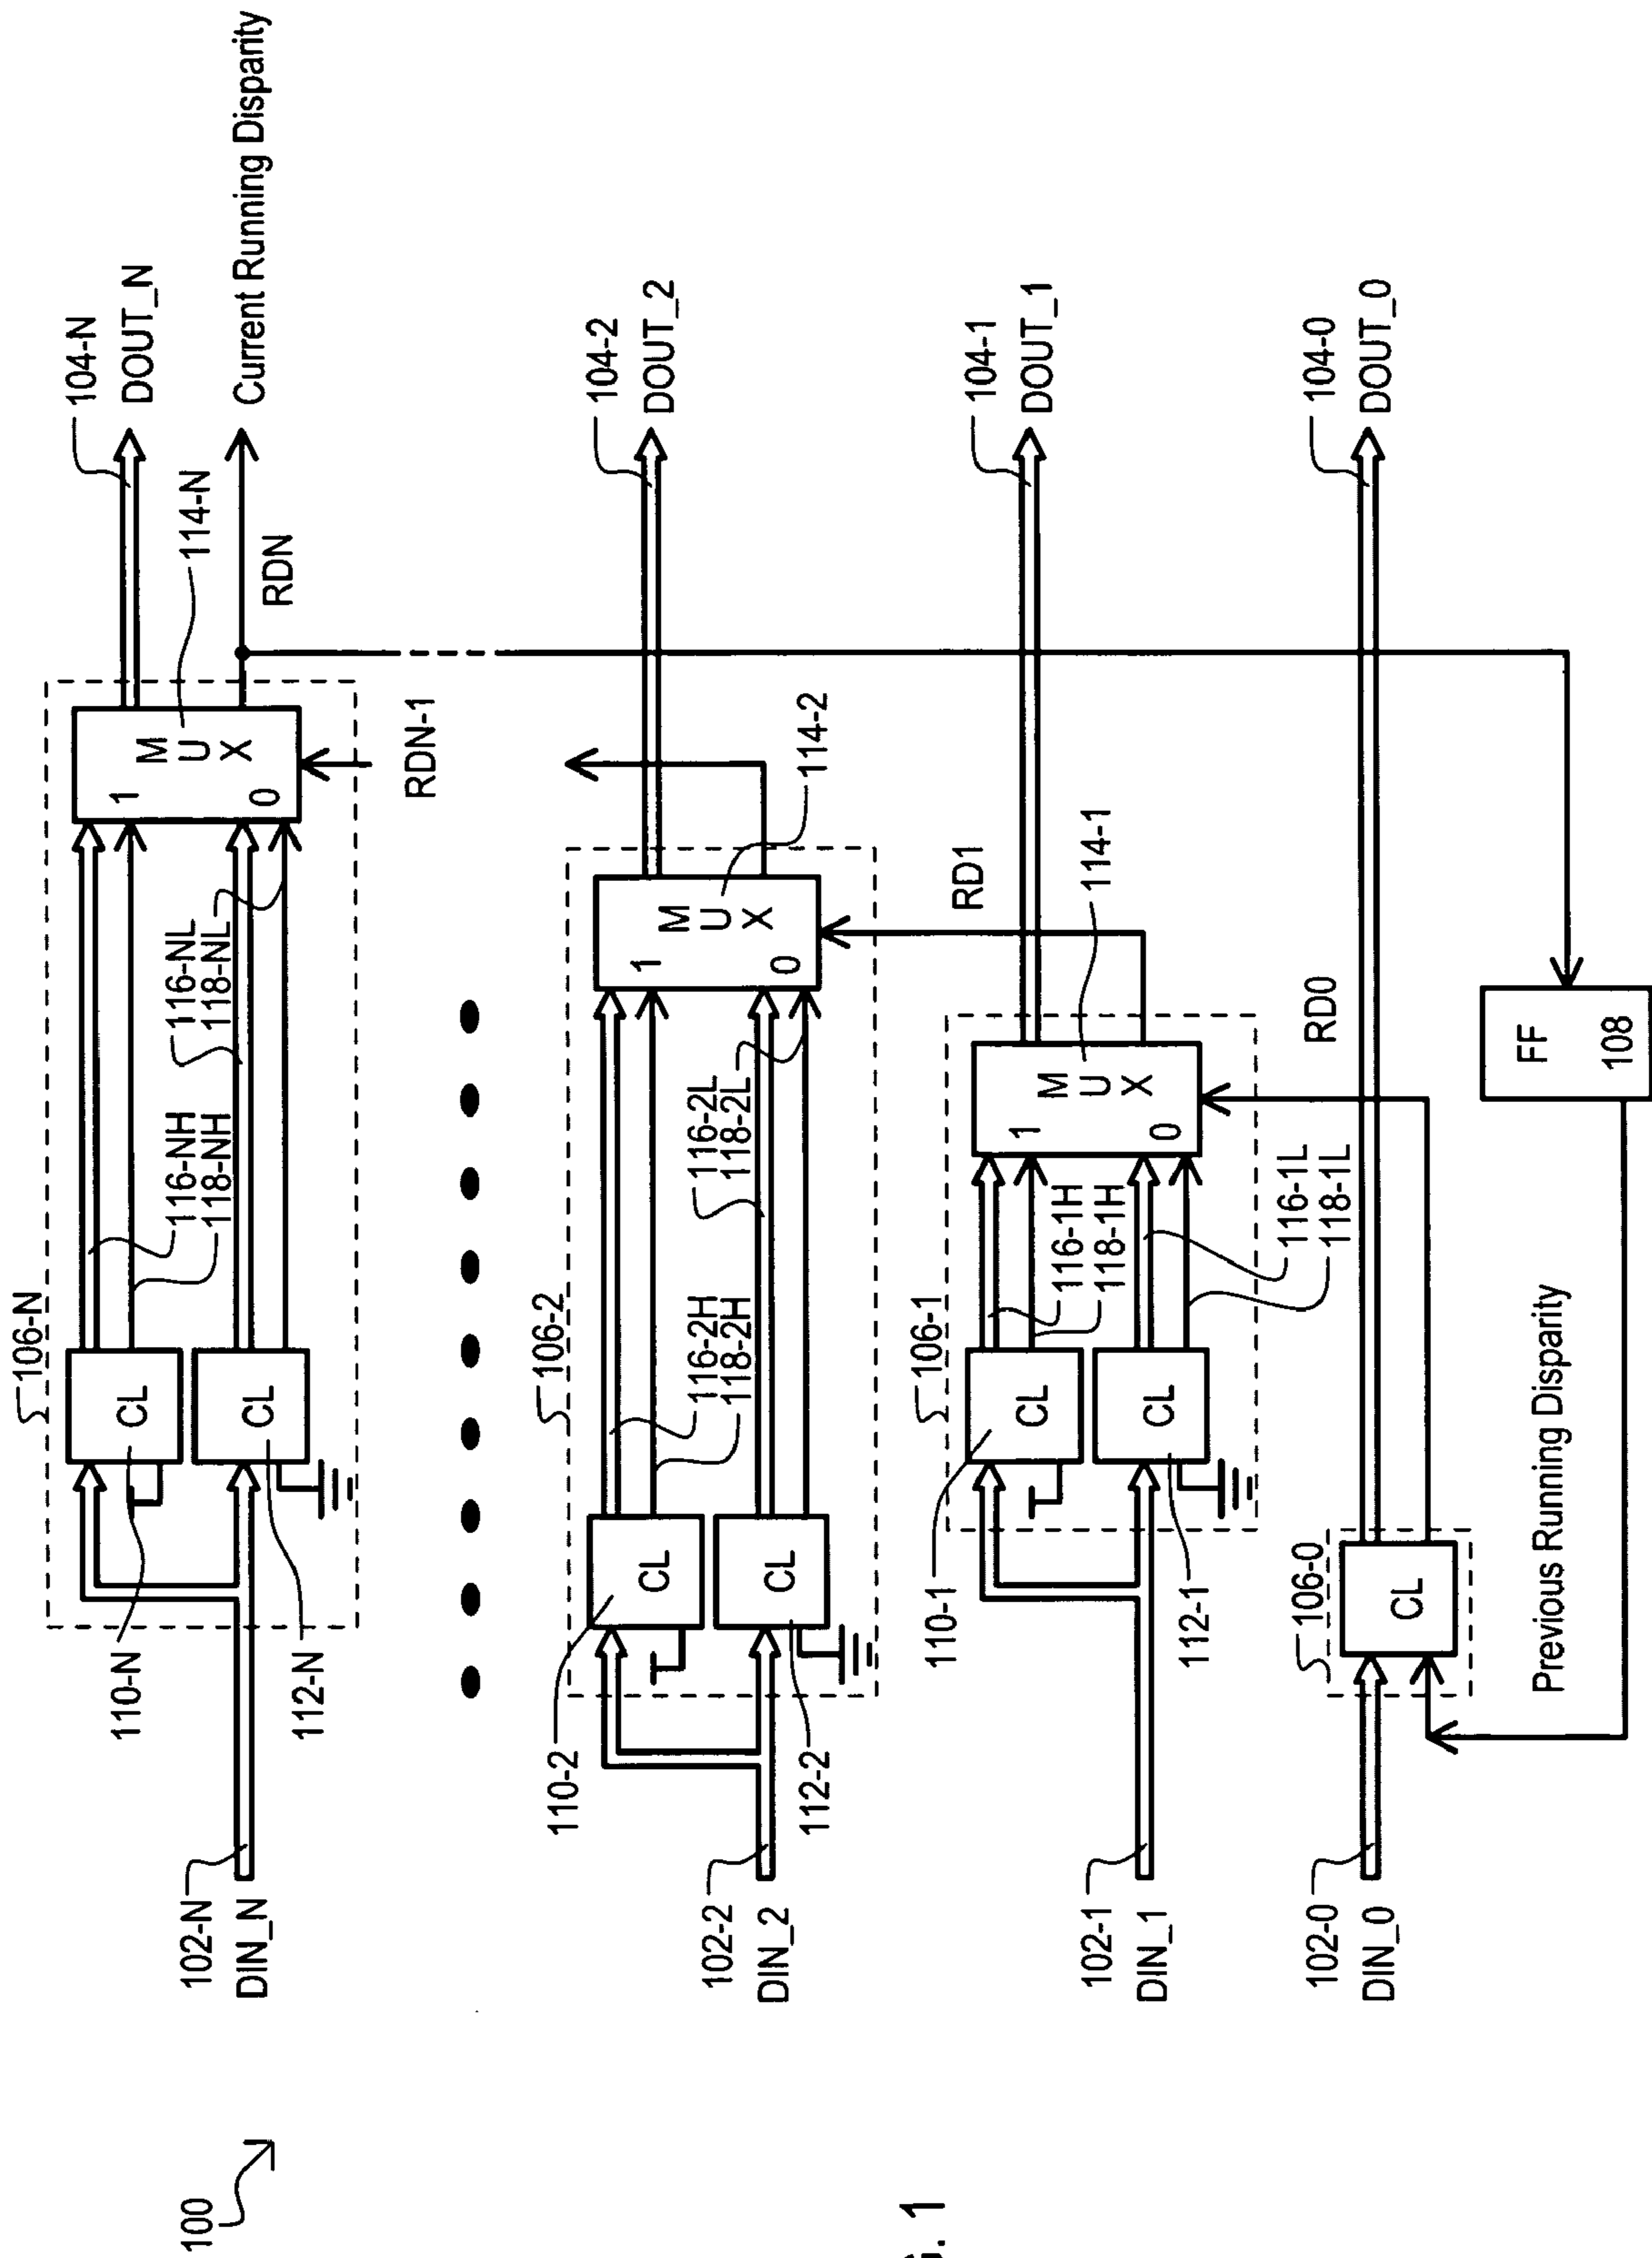 100
106-N
104-N
DOUT_N
Current Running Disparity
114-N
RDN
M
U
X
1
0
RDN-1
116-NL
118-NL
116-NH
118-NH
CL
CL
110-N
112-N
102-N
DIN_N
106-2
104-2
DOUT_2
114-2
M
U
X
1
0
RD1
116-2L
118-2L
116-2H
118-2H
CL
CL
110-2
112-2
102-2
DIN_2
106-1
104-1
DOUT_1
114-1
M
U
X
1
0
RD0
116-1H
118-1H
116-1L
118-1L
CL
CL
110-1
112-1
102-1
DIN_1
106-0
104-0
DOUT_0
CL
102-0
DIN_0
FF
108
Previous Running Disparity
1